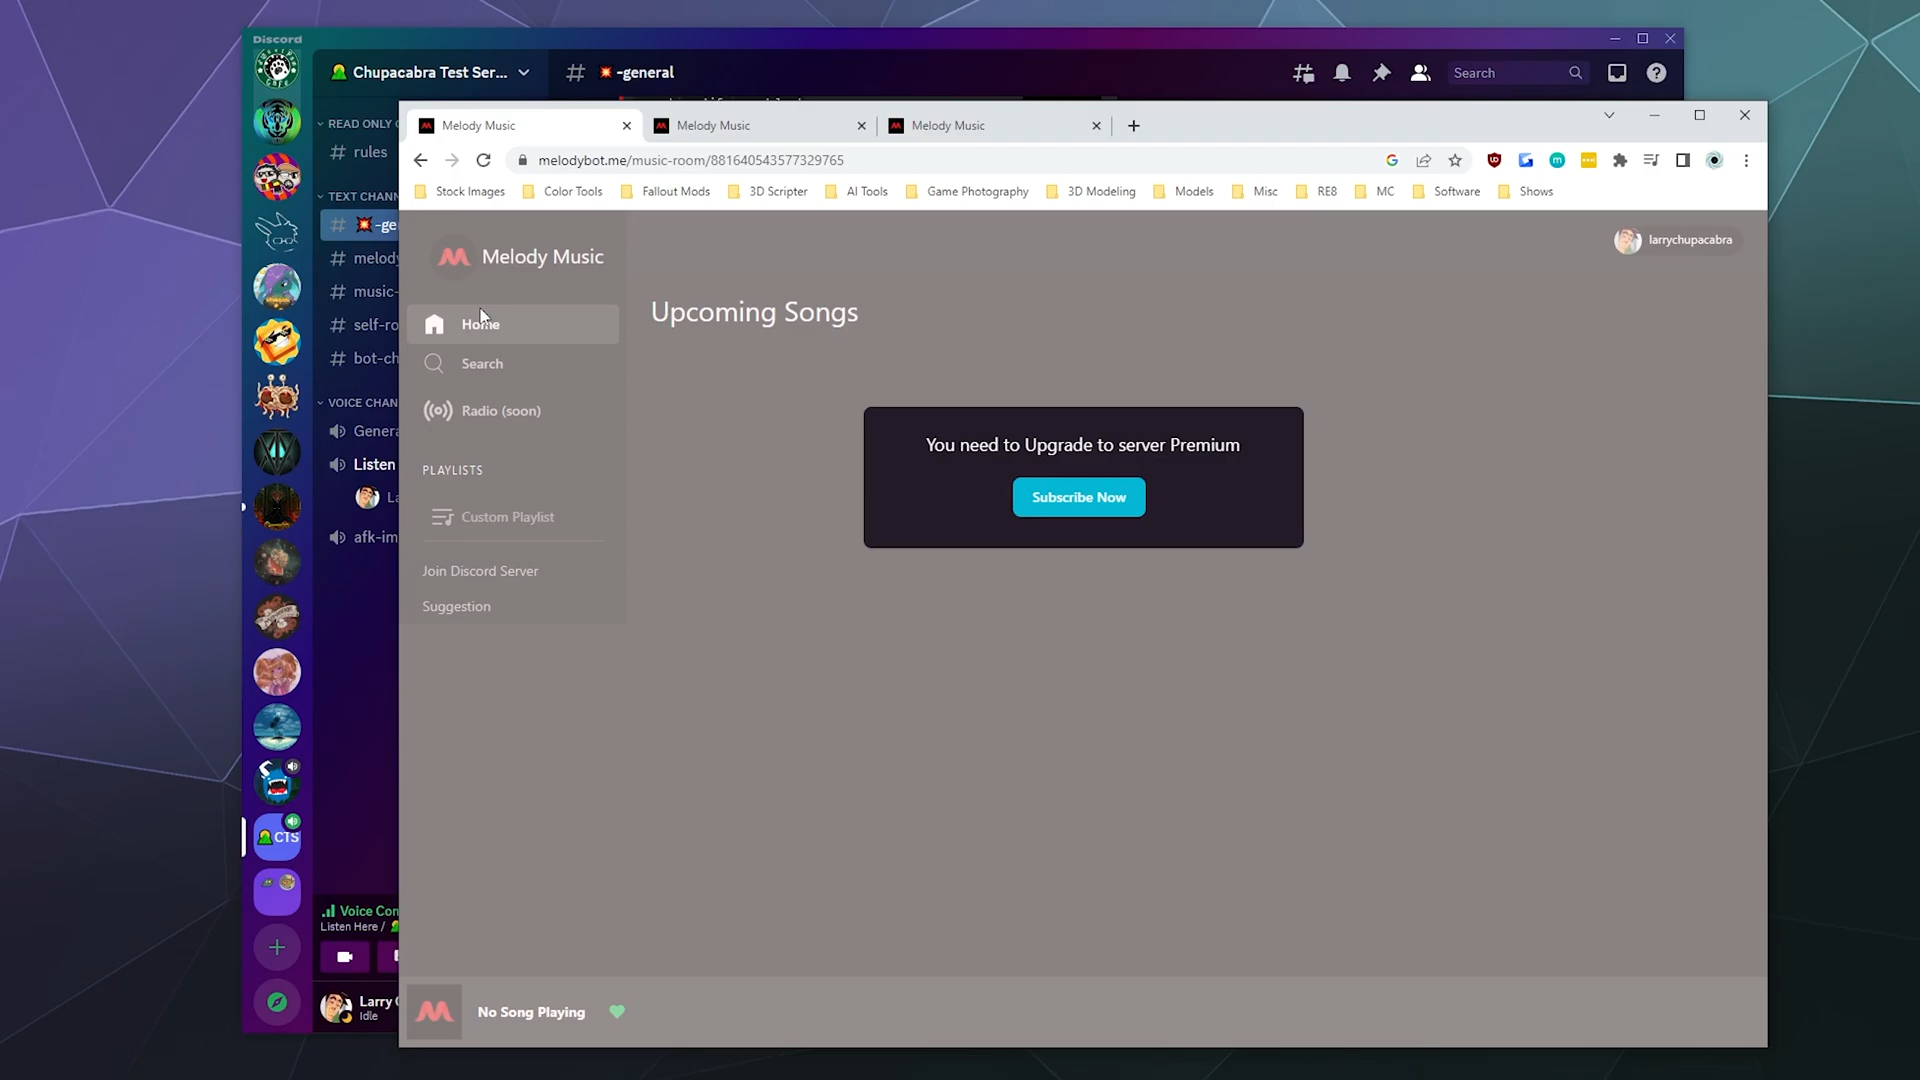 Discord
Chupacabra Test Ser...
-general
Search
READ ONLY
rules
TEXT CHANN
-ge
melody
music-
self-ro
bot-ch
VOICE CHAN
Genera
Listen
La
afk-im
Voice Con
Listen Here /
Larry
Idle
CTS
Melody Music
Melody Music
Melody Music
melodybot.me/music-room/881640543577329765
Stock Images
Color Tools
Fallout Mods
3D Scripter
AI Tools
Game Photography
3D Modeling
Models
Misc
RE8
MC
Software
Shows
Melody Music
larrychupacabra
Home
Search
Radio (soon)
PLAYLISTS
Custom Playlist
Join Discord Server
Suggestion
Upcoming Songs
You need to Upgrade to server Premium
Subscribe Now
No Song Playing